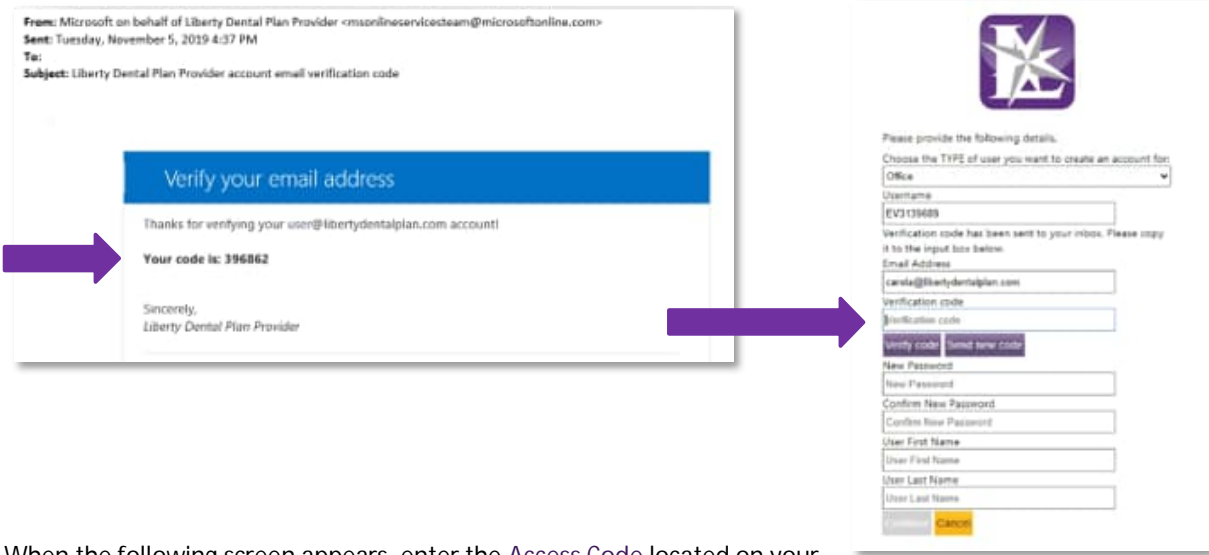 From: Microsoft on behalf of Liberty Dental Plan Provider <msonlineservicesteam@microsoftonline.com>
Sent: Tuesday, November 5, 2019 4:37 PM
To:
Subject: Liberty Dental Plan Provider account email verification code
Verify your email address
Thanks for verifying your user@libertydentalplan.com account!
Your code is: 396862
Sincerely,
Liberty Dental Plan Provider
L
Please provide the following details.
Choose the TYPE of user you want to create an account for:
Office
Username
EV3139689
Verification code has been sent to your inbox. Please copy
it to the input box below.
Email Address
carola@libertydentalplan.com
Verification code
Verification code
Verify code Send new code
New Password
New Password
Confirm New Password
Confirm New Password
User First Name
User First Name
User Last Name
User Last Name
Cancel
When the following screen appears, enter the Access Code located on your